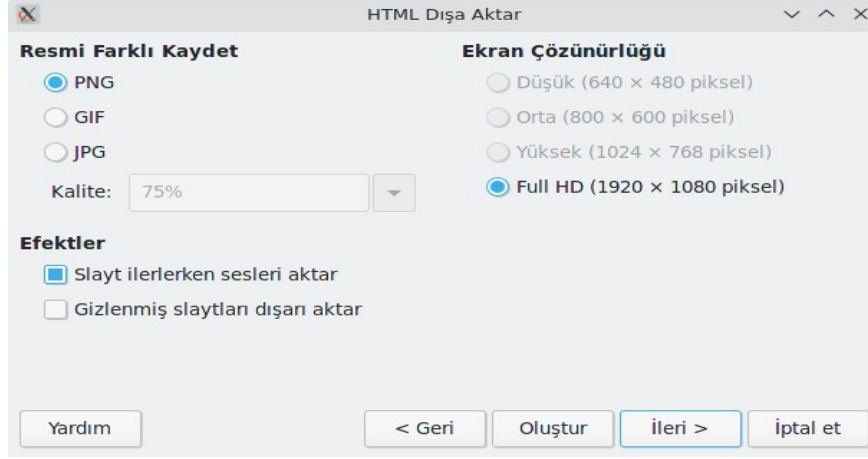 HTML Dışa Aktar
Resmi Farklı Kaydet
PNG
GIF
JPG
Kalite: 75%
Ekran Çözünürlüğü
Düşük (640 × 480 piksel)
Orta (800 × 600 piksel)
Yüksek (1024 × 768 piksel)
Full HD (1920 × 1080 piksel)
Efektler
Slayt ilerlerken sesleri aktar
Gizlenmiş slaytları dışarı aktar
Yardım
< Geri
Oluştur
İleri >
İptal et